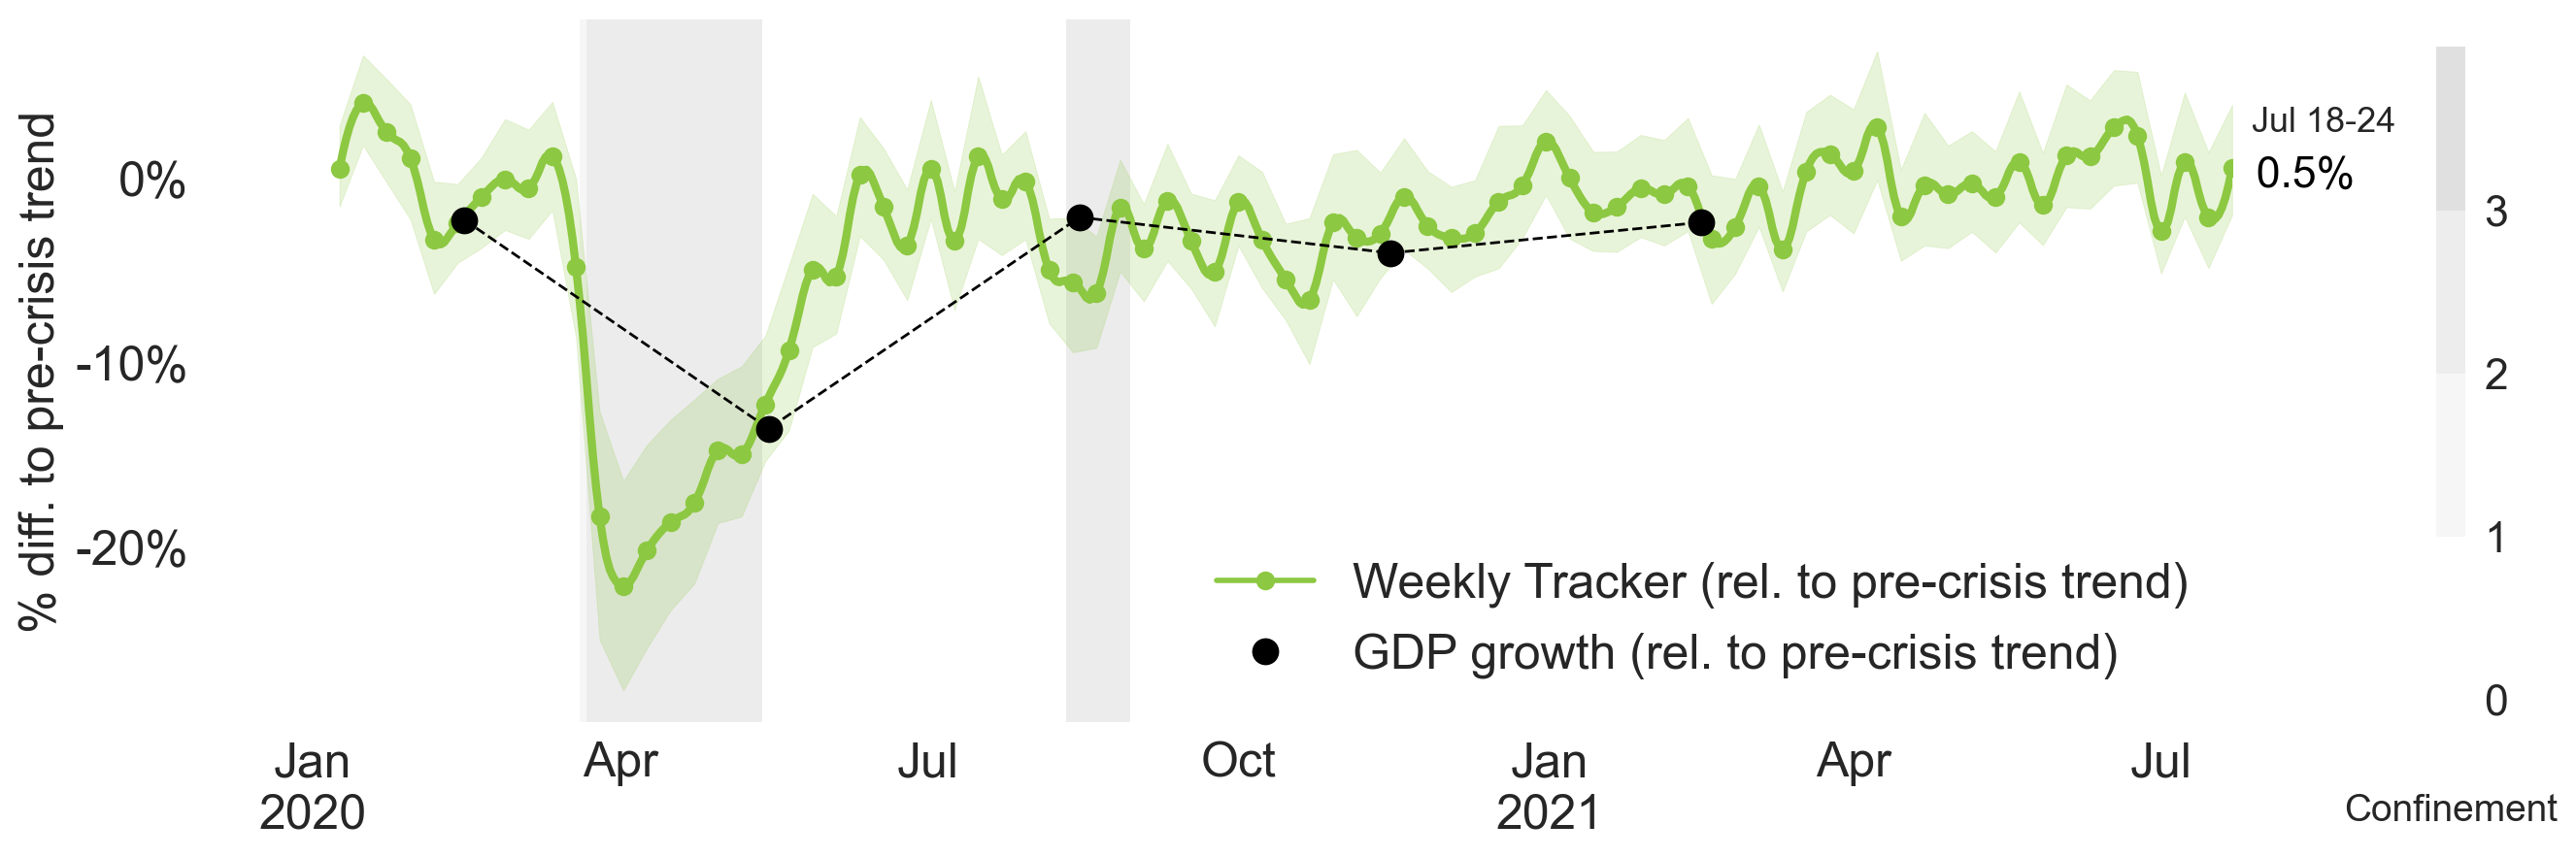 % diff. to pre-crisis trend
0%
-10%
-20%
Jul 18-24
0.5%
3
2
1
0
Weekly Tracker (rel. to pre-crisis trend)
GDP growth (rel. to pre-crisis trend)
Jan Apr Jul Oct Jan Apr Jul
2020 2021
Confinement